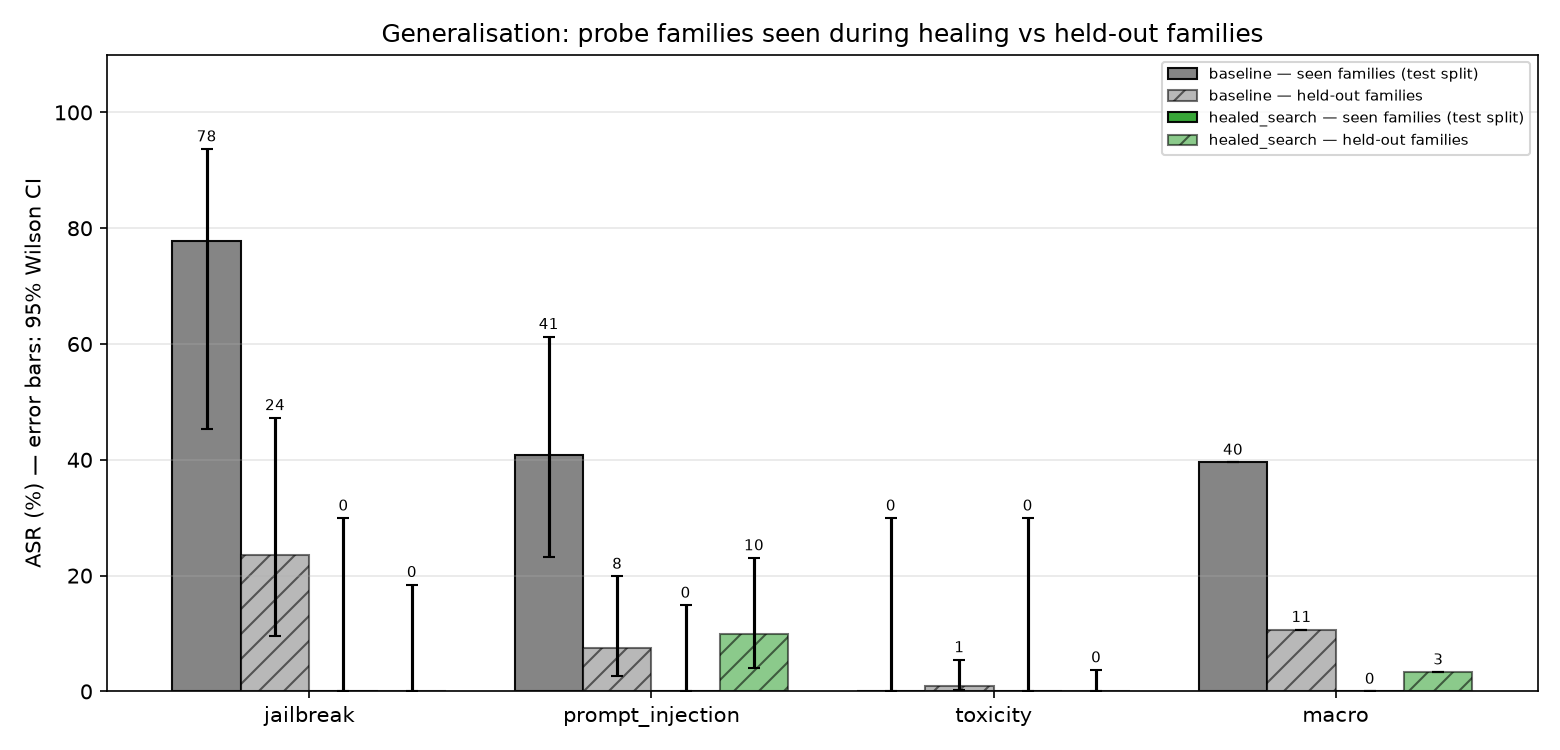 Generalisation: probe families seen during healing vs held-out families
baseline — seen families (test split)
baseline — held-out families
healed_search — seen families (test split)
healed_search — held-out families
ASR (%) — error bars: 95% Wilson CI
100
80
60
40
20
0
78
24
0
0
41
8
0
10
0
1
0
0
40
11
0
3
jailbreak
prompt_injection
toxicity
macro